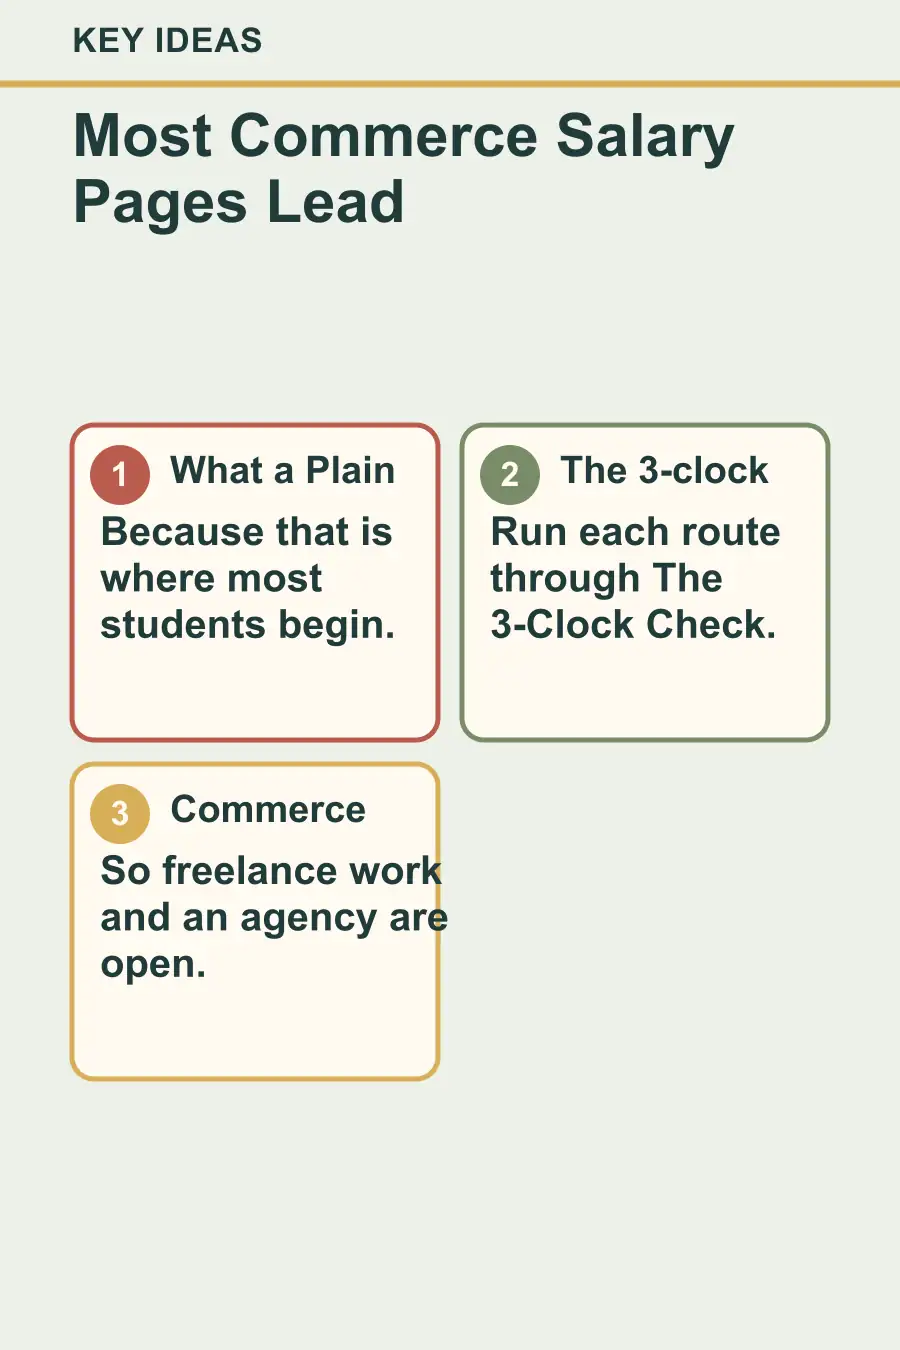 KEY IDEAS
Most Commerce Salary
Pages Lead
1 What a Plain
Because that is
where most
students begin.
2 The 3-clock
Run each route
through The
3-Clock Check.
3 Commerce
So freelance work
and an agency are
open.